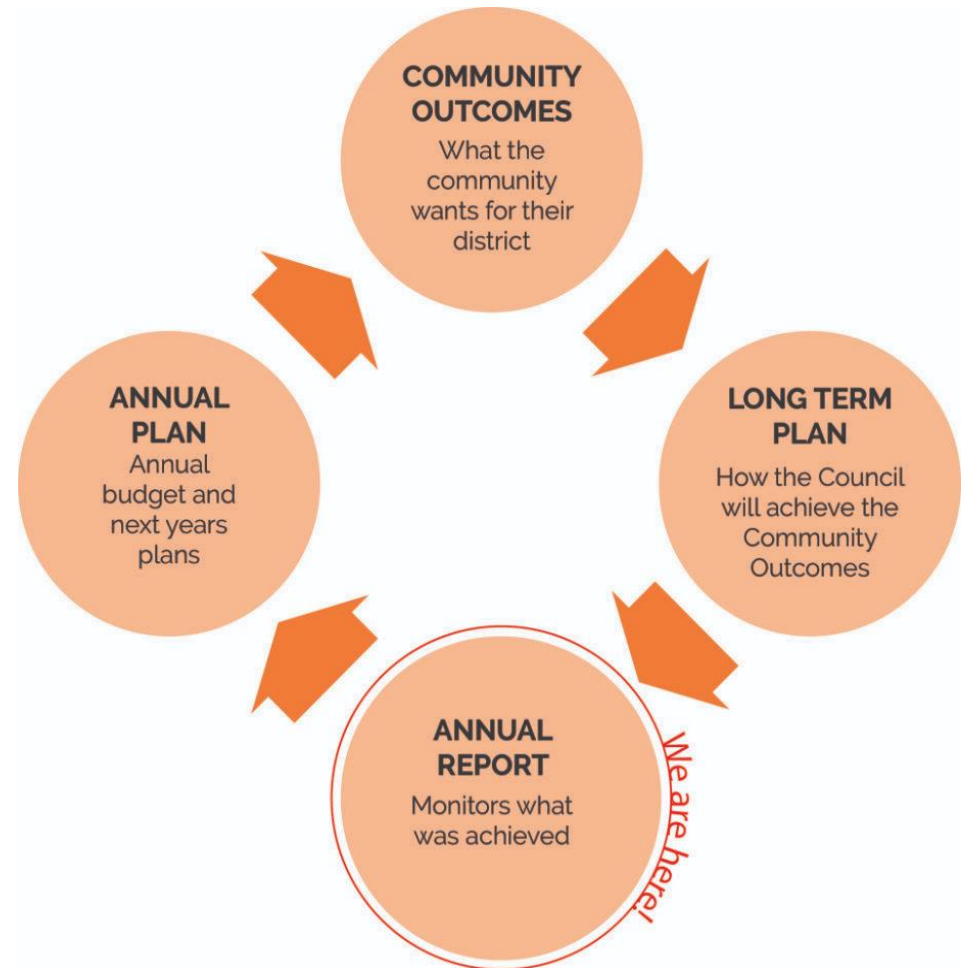 COMMUNITY
OUTCOMES
What the
community
wants for their
district
LONG TERM
PLAN
How the Council
will achieve the
Community
Outcomes
ANNUAL
REPORT
Monitors what
was achieved
We are here!
ANNUAL
PLAN
Annual
budget and
next years
plans